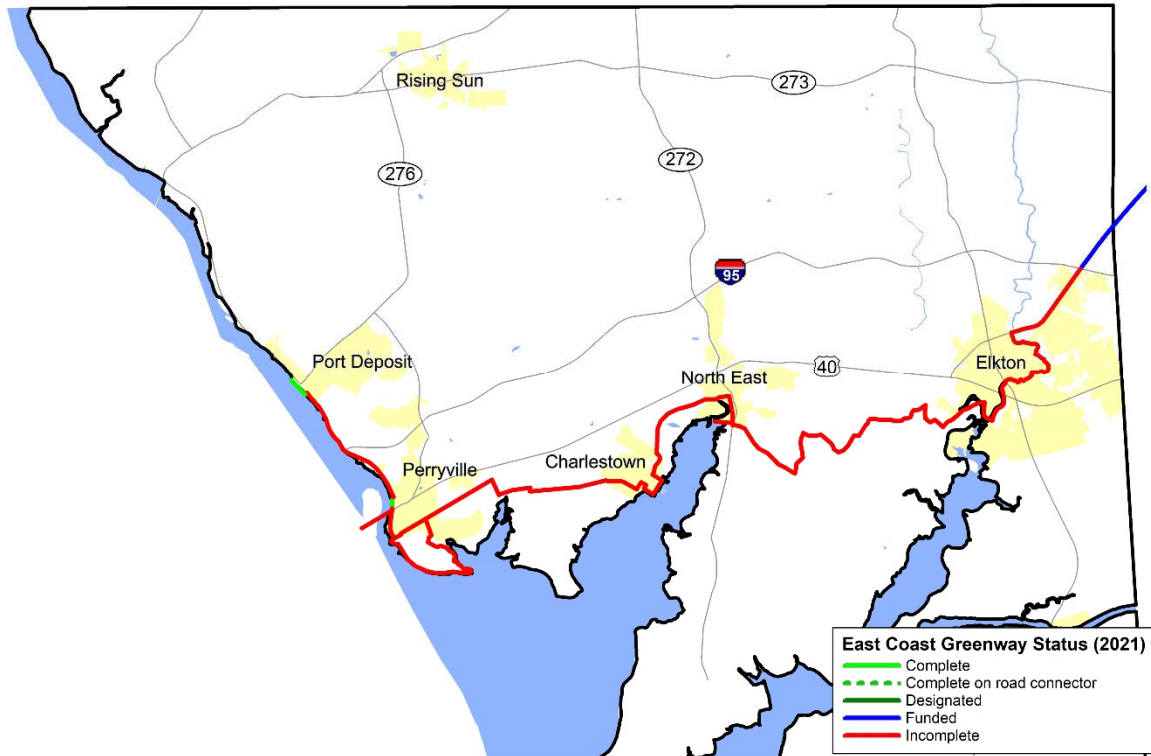 Rising Sun
273
272
276
95
Port Deposit
Elkton
40
North East
Charlestown
Perryville
East Coast Greenway Status (2021)
Complete
Complete on road connector
Designated
Funded
Incomplete